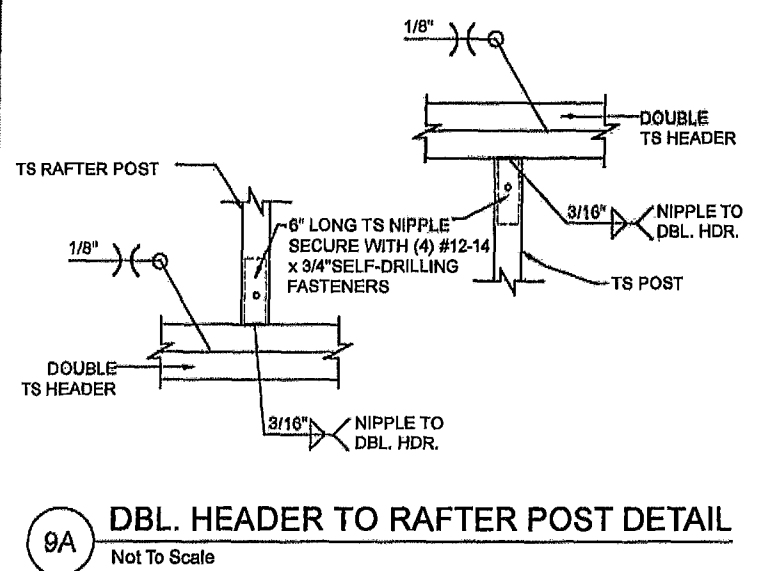 1/8"
DOUBLE
TS HEADER
3/16"
NIPPLE TO
DBL. HDR.
TS POST
TS RAFTER POST
6" LONG TS NIPPLE
SECURE WITH (4) #12-14
x 3/4"SELF-DRILLING
FASTENERS
1/8"
DOUBLE
TS HEADER
3/16"
NIPPLE TO
DBL. HDR.
9A
DBL. HEADER TO RAFTER POST DETAIL
Not To Scale